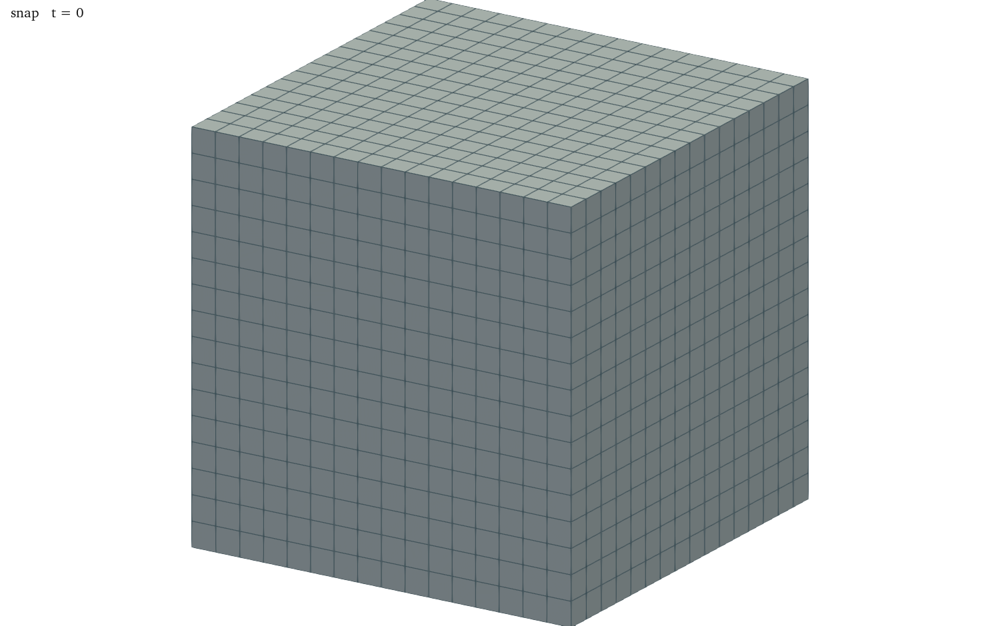 snap t = 0